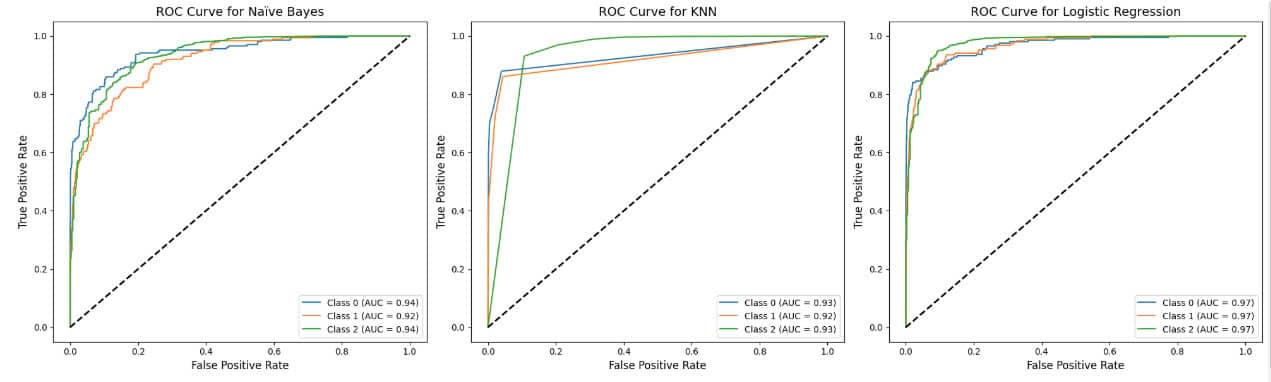 ROC Curve for Naïve Bayes
True Positive Rate
1.0
0.8
0.6
0.4
0.2
0.0
Class 0 (AUC = 0.94)
Class 1 (AUC = 0.92)
Class 2 (AUC = 0.94)
0.0 0.2 0.4 0.6 0.8 1.0
False Positive Rate
ROC Curve for KNN
True Positive Rate
1.0
0.8
0.6
0.4
0.2
0.0
Class 0 (AUC = 0.93)
Class 1 (AUC = 0.92)
Class 2 (AUC = 0.93)
0.0 0.2 0.4 0.6 0.8 1.0
False Positive Rate
ROC Curve for Logistic Regression
True Positive Rate
1.0
0.8
0.6
0.4
0.2
0.0
Class 0 (AUC = 0.97)
Class 1 (AUC = 0.97)
Class 2 (AUC = 0.97)
0.0 0.2 0.4 0.6 0.8 1.0
False Positive Rate